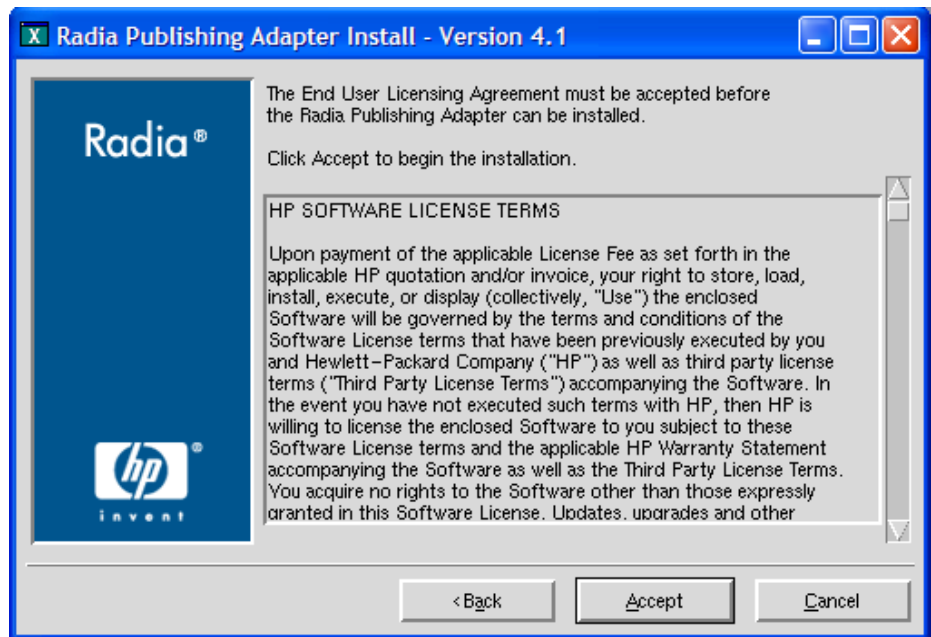 X Radia Publishing Adapter Install - Version 4.1
Radia®
The End User Licensing Agreement must be accepted before
the Radia Publishing Adapter can be installed.
Click Accept to begin the installation.
HP SOFTWARE LICENSE TERMS
Upon payment of the applicable License Fee as set forth in the
applicable HP quotation and/or invoice, your right to store, load,
install, execute, or display (collectively, "Use") the enclosed
Software will be governed by the terms and conditions of the
Software License terms that have been previously executed by you
and Hewlett-Packard Company ("HP") as well as third party license
terms ("Third Party License Terms") accompanying the Software. In
the event you have not executed such terms with HP, then HP is
willing to license the enclosed Software to you subject to these
Software License terms and the applicable HP Warranty Statement
accompanying the Software as well as the Third Party License Terms.
You acquire no rights to the Software other than those expressly
granted in this Software License. Updates, upgrades and other
hp®
invent
<Back
Accept
Cancel